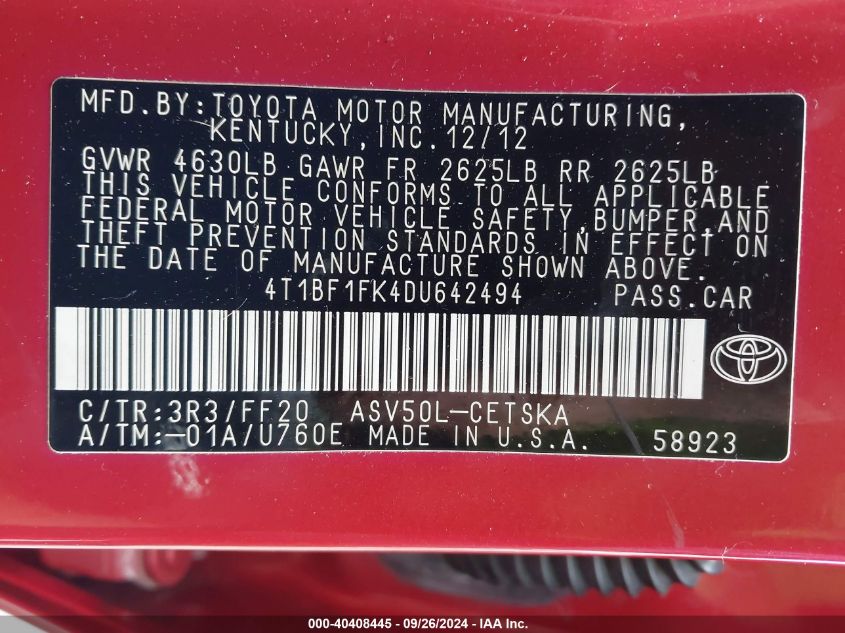 MFD.BY:TOYOTA MOTOR MANUFACTURING,
KENTUCKY,INC.12/12
GVWR 4630LB GAWR FR 2625LB RR 2625LB
THIS VEHICLE CONFORMS TO ALL APPLICABLE
FEDERAL MOTOR VEHICLE SAFETY,BUMPER,AND
THEFT PREVENTION STANDARDS IN EFFECT ON
THE DATE OF MANUFACTURE SHOWN ABOVE.
4T1BF1FK4DU642494 PASS.CAR
C/TR:3R3/FF20 ASV50L-CETSKA
A/TM:-01A/U760E MADE IN U.S.A. 58923
000-40408445 - 09/26/2024 - IAA Inc.